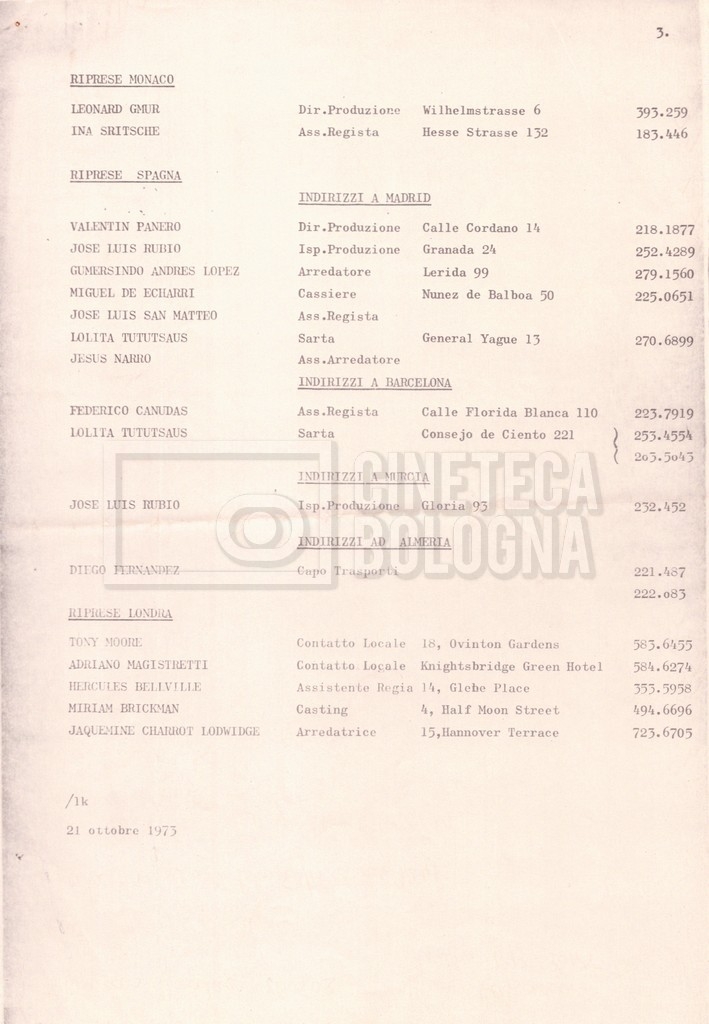 3.
RIPRESE MONACO
LEONARD GMUR Dir.Produzione Wilhelmstrasse 6 393.259
INA SRITSCHE Ass.Regista Hesse Strasse 132 183.446
RIPRESE SPAGNA
INDIRIZZI A MADRID
VALENTIN PANERO Dir.Produzione Calle Cordano 14 218.1877
JOSE LUIS RUBIO Isp.Produzione Granada 24 252.4289
GUMERSINDO ANDRES LOPEZ Arredatore Lerida 99 279.1560
MIGUEL DE ECHARRI Cassiere Nunez de Balboa 50 225.0651
JOSE LUIS SAN MATTEO Ass.Regista
LOLITA TUTUTSAUS Sarta General Yague 13 270.6899
JESUS NARRO Ass.Arredatore
INDIRIZZI A BARCELONA
FEDERICO CANUDAS Ass.Regista Calle Florida Blanca 110 223.7919
LOLITA TUTUTSAUS Sarta Consejo de Ciento 221 ) 253.4554
( 2o3.5o43
INDIRIZZI A MURCIA
JOSE LUIS RUBIO Isp.Produzione Gloria 93 232.452
INDIRIZZI AD ALMERIA
DIEGO FERNANDEZ Capo Trasporti 221.487
222.o83
RIPRESE LONDRA
TONY MOORE Contatto Locale 18, Ovinton Gardens 583.6455
ADRIANO MAGISTRETTI Contatto Locale Knightsbridge Green Hotel 584.6274
HERCULES BELLVILLE Assistente Regia 14, Glebe Place 353.5958
MIRIAM BRICKMAN Casting 4, Half Moon Street 494.6696
JAQUEMINE CHARROT LODWIDGE Arredatrice 15,Hannover Terrace 723.6705
/lk
21 ottobre 1973
CINETECA
BOLOGNA